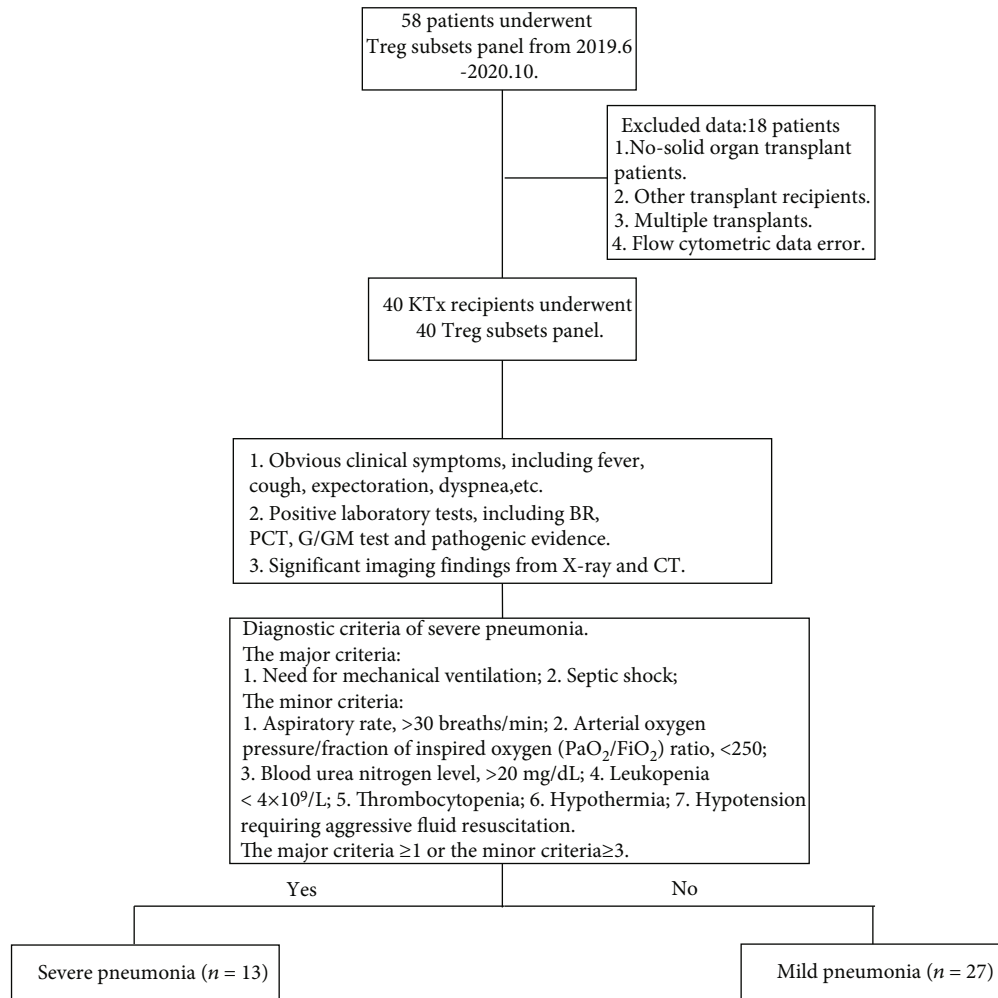 58 patients underwent
Treg subsets panel from 2019.6
-2020.10.
Excluded data:18 patients
1.No-solid organ transplant
patients.
2. Other transplant recipients.
3. Multiple transplants.
4. Flow cytometric data error.
40 KTx recipients underwent
40 Treg subsets panel.
1. Obvious clinical symptoms, including fever,
cough, expectoration, dyspnea,etc.
2. Positive laboratory tests, including BR,
PCT, G/GM test and pathogenic evidence.
3. Significant imaging findings from X-ray and CT.
Diagnostic criteria of severe pneumonia.
The major criteria:
1. Need for mechanical ventilation; 2. Septic shock;
The minor criteria:
1. Aspiratory rate, >30 breaths/min; 2. Arterial oxygen
pressure/fraction of inspired oxygen (PaO₂/FiO₂) ratio, <250;
3. Blood urea nitrogen level, >20 mg/dL; 4. Leukopenia
< 4×10⁹/L; 5. Thrombocytopenia; 6. Hypothermia; 7. Hypotension
requiring aggressive fluid resuscitation.
The major criteria ≥1 or the minor criteria≥3.
Yes
No
Severe pneumonia (n = 13)
Mild pneumonia (n = 27)